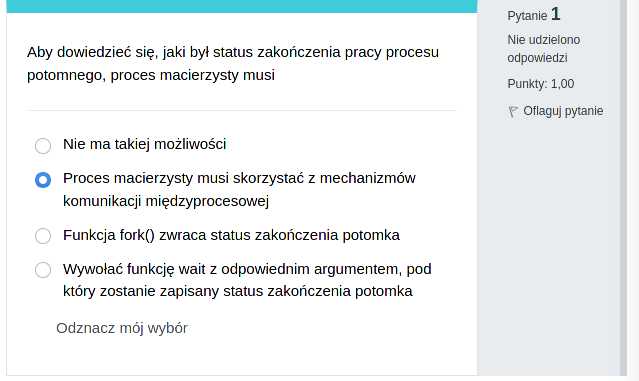 Aby dowiedzieć się, jaki był status zakończenia pracy procesu
potomnego, proces macierzysty musi
Nie ma takiej możliwości
Proces macierzysty musi skorzystać z mechanizmów
komunikacji międzyprocesowej
Funkcja fork() zwraca status zakończenia potomka
Wywołać funkcję wait z odpowiednim argumentem, pod
który zostanie zapisany status zakończenia potomka
Odznacz mój wybór
Pytanie 1
Nie udzielono
odpowiedzi
Punkty: 1,00
Oflaguj pytanie